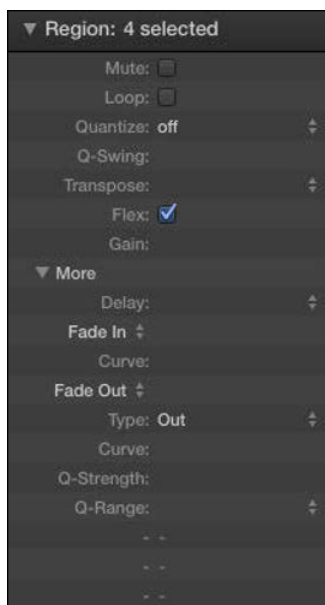 Region: 4 selected
Mute:
Loop:
Quantize: off
Q-Swing:
Transpose:
Flex:
Gain:
More
Delay:
Fade In
Curve:
Fade Out
Type: Out
Curve:
Q-Strength:
Q-Range:
- -
- -
- -